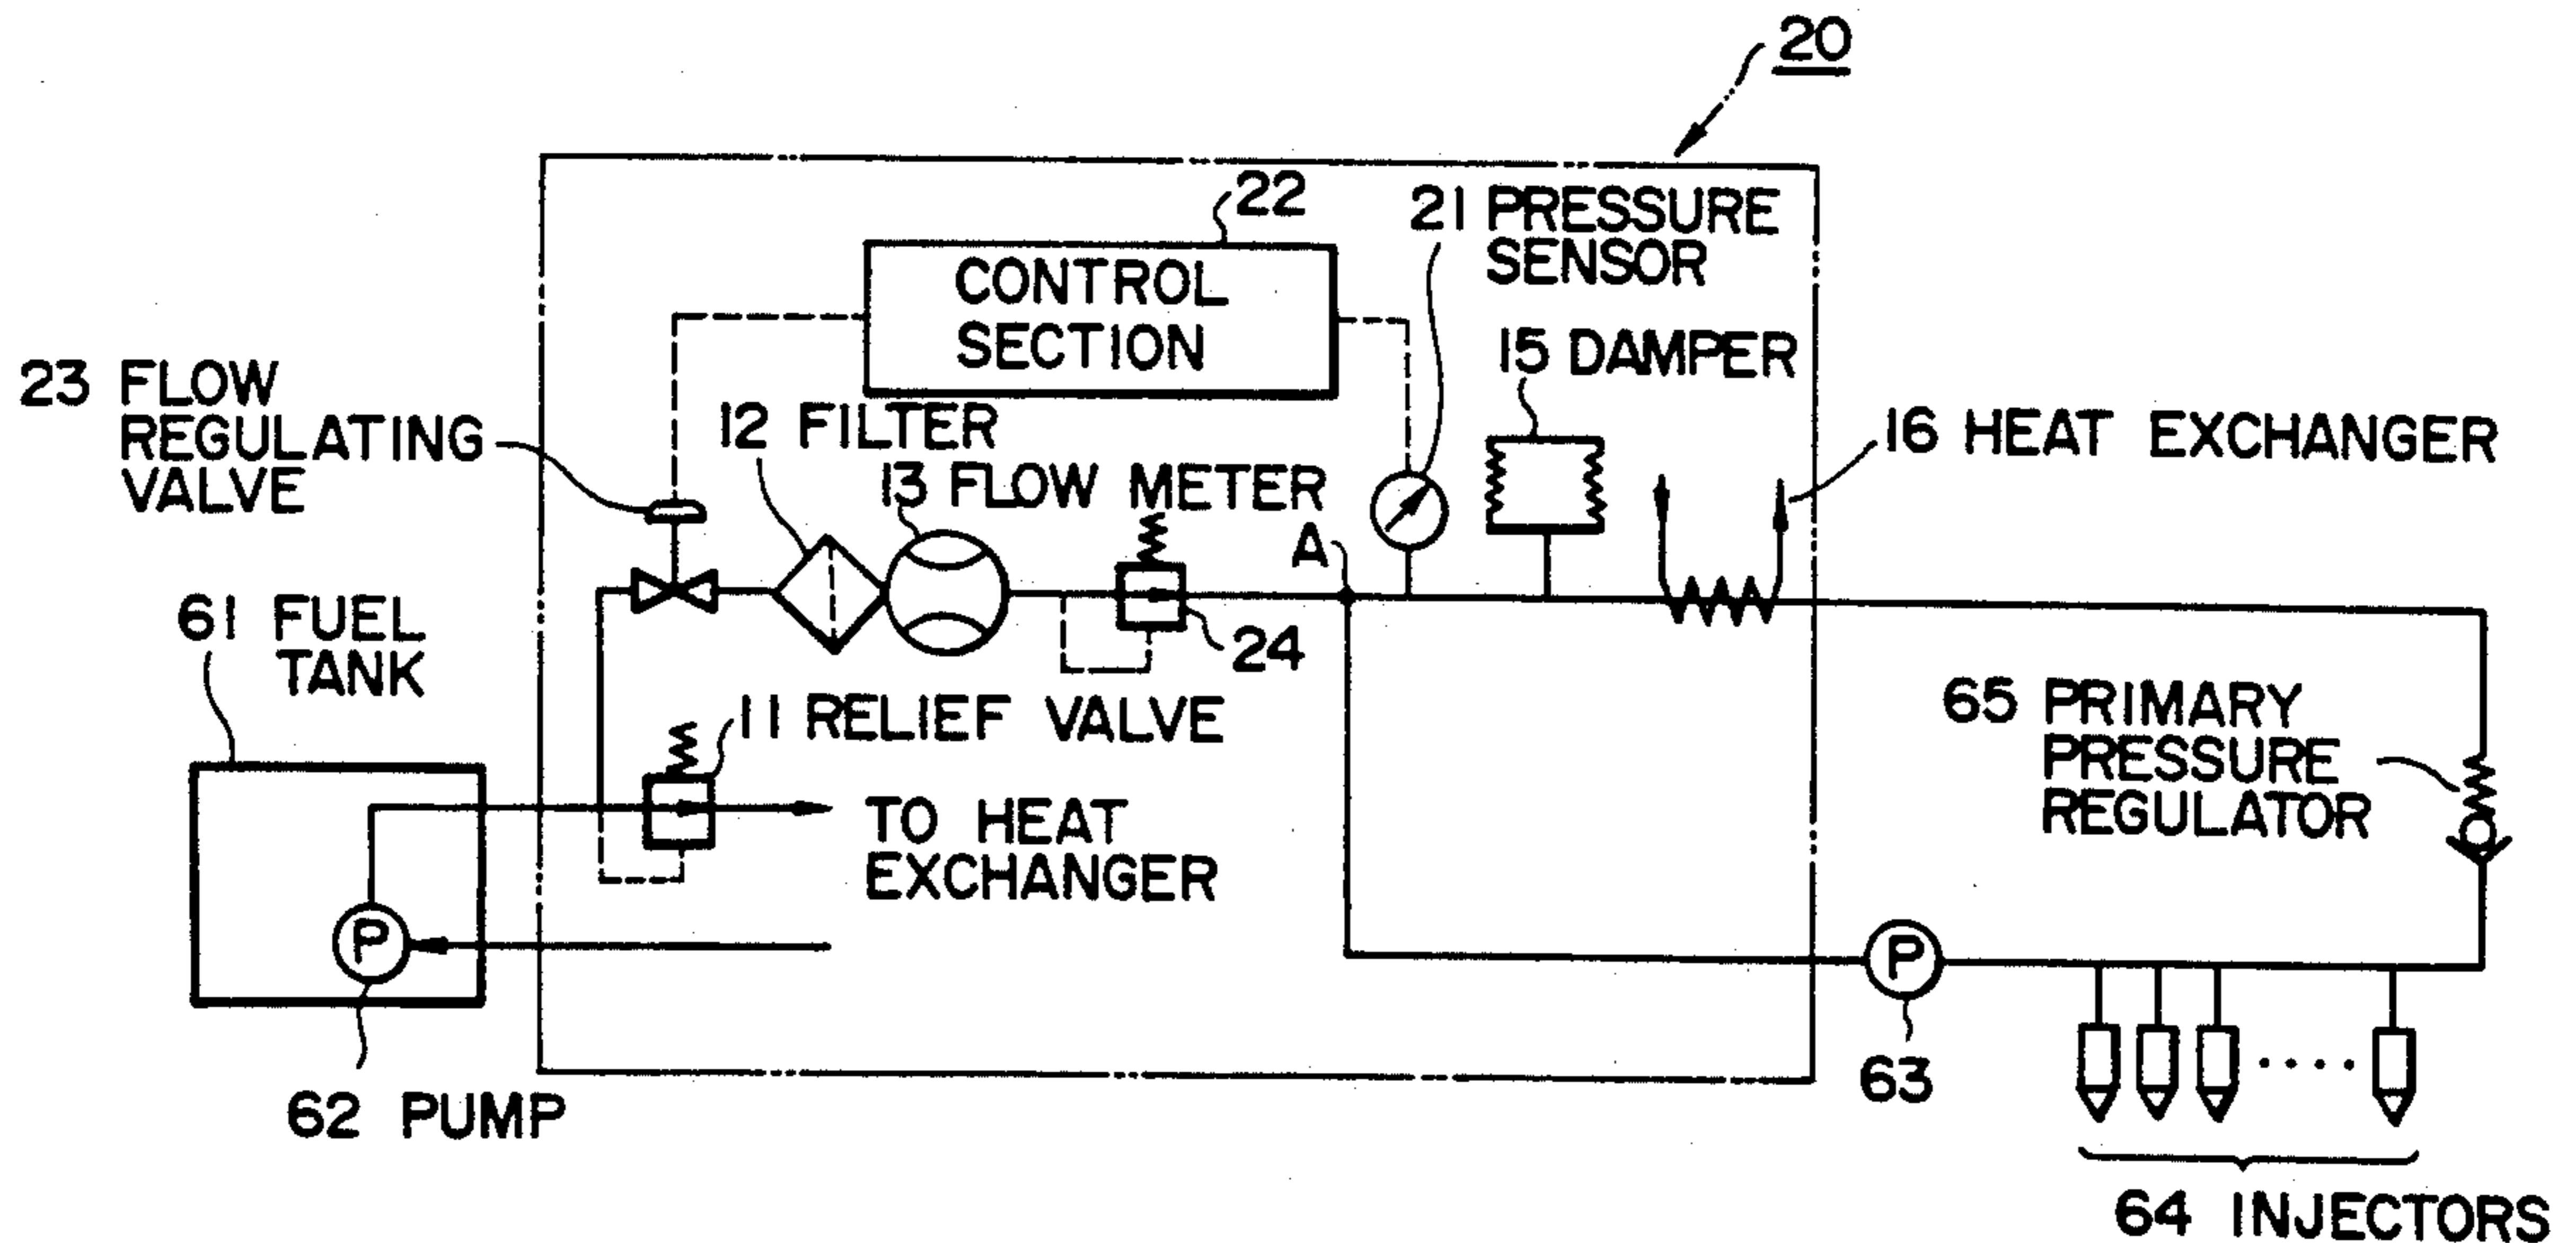 20
22
CONTROL
SECTION
21 PRESSURE
SENSOR
15 DAMPER
23 FLOW
REGULATING
VALVE
12 FILTER
13 FLOW METER
16 HEAT EXCHANGER
A
24
61 FUEL
TANK
11 RELIEF VALVE
65 PRIMARY
PRESSURE
REGULATOR
TO HEAT
EXCHANGER
P
P
62 PUMP
63
64 INJECTORS